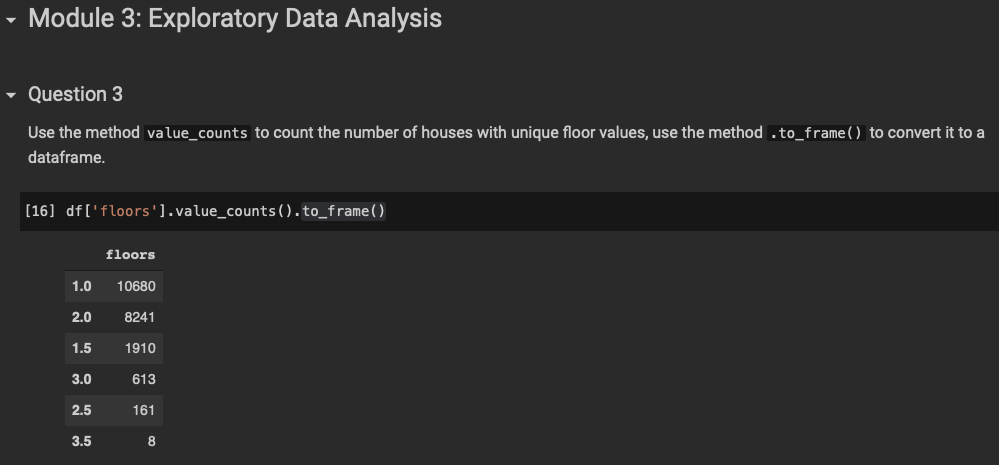 Module 3: Exploratory Data Analysis
Question 3
Use the method value_counts to count the number of houses with unique floor values, use the method .to_frame() to convert it to a
dataframe.
[16] df['floors'].value_counts().to_frame()
floors
1.0 10680
2.0 8241
1.5 1910
3.0 613
2.5 161
3.5 8